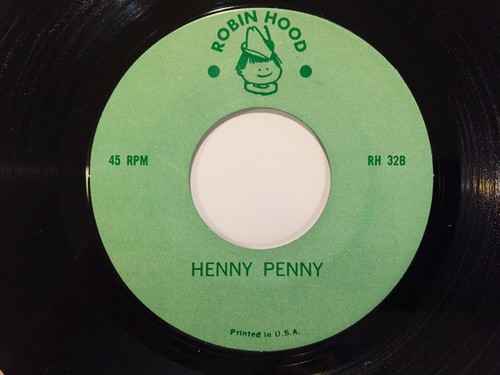 ROBIN HOOD
45 RPM
RH 32B
HENNY PENNY
Printed in U.S.A.